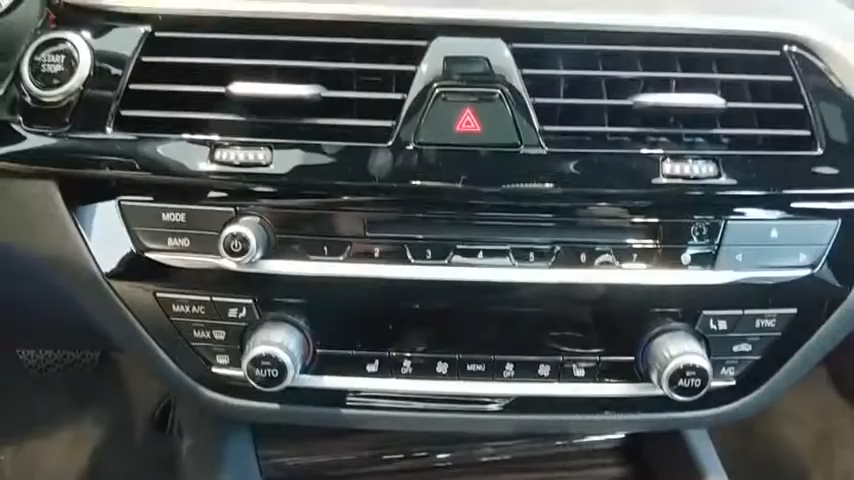 START
STOP
MODE
BAND
1 2 3 4 5 6 7 8
MAX A/C
MAX
AUTO
MENU
OFF
OFF
SYNC
AUTO
A/C